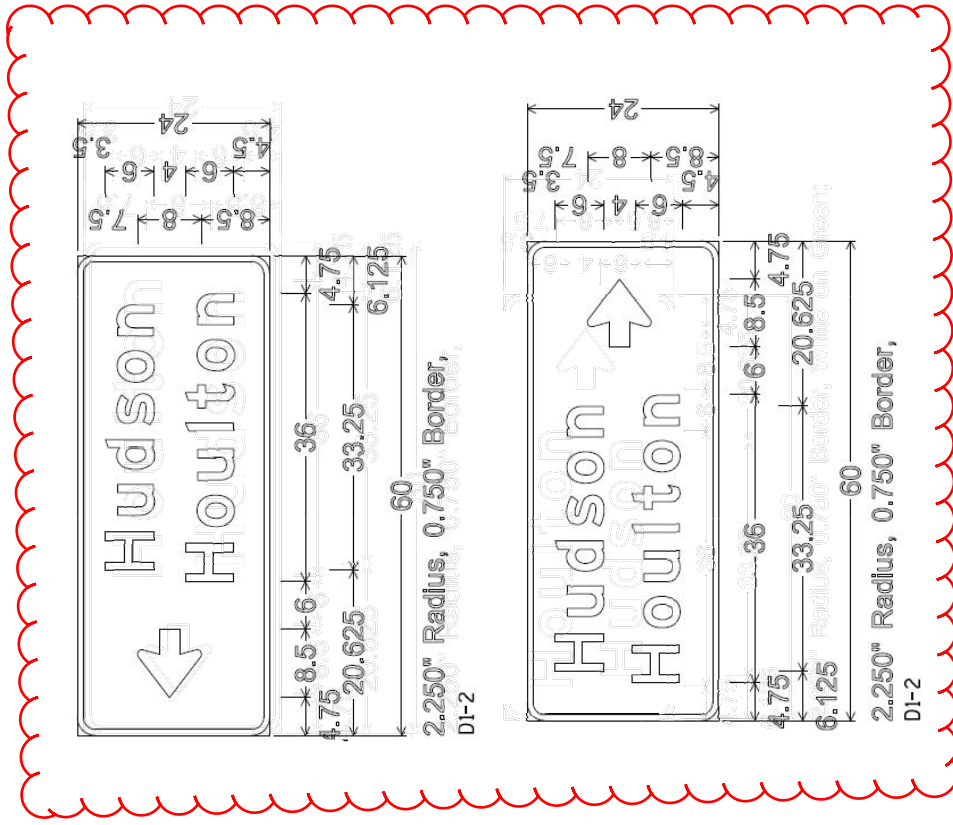 24
3.5 6 4 6 4.5
7.5 8 8.5
Hudson
Houlton
4.75 8.5 6 36 4.75
20.625 33.25 6.125
60
2.250" Radius, 0.750" Border,
D1-2
24
7.5 8 8.5
3.5 6 4 6 4.5
Hudson
Houlton
4.75 36 6 8.5 4.75
6.125 33.25 20.625
60
2.250" Radius, 0.750" Border,
D1-2